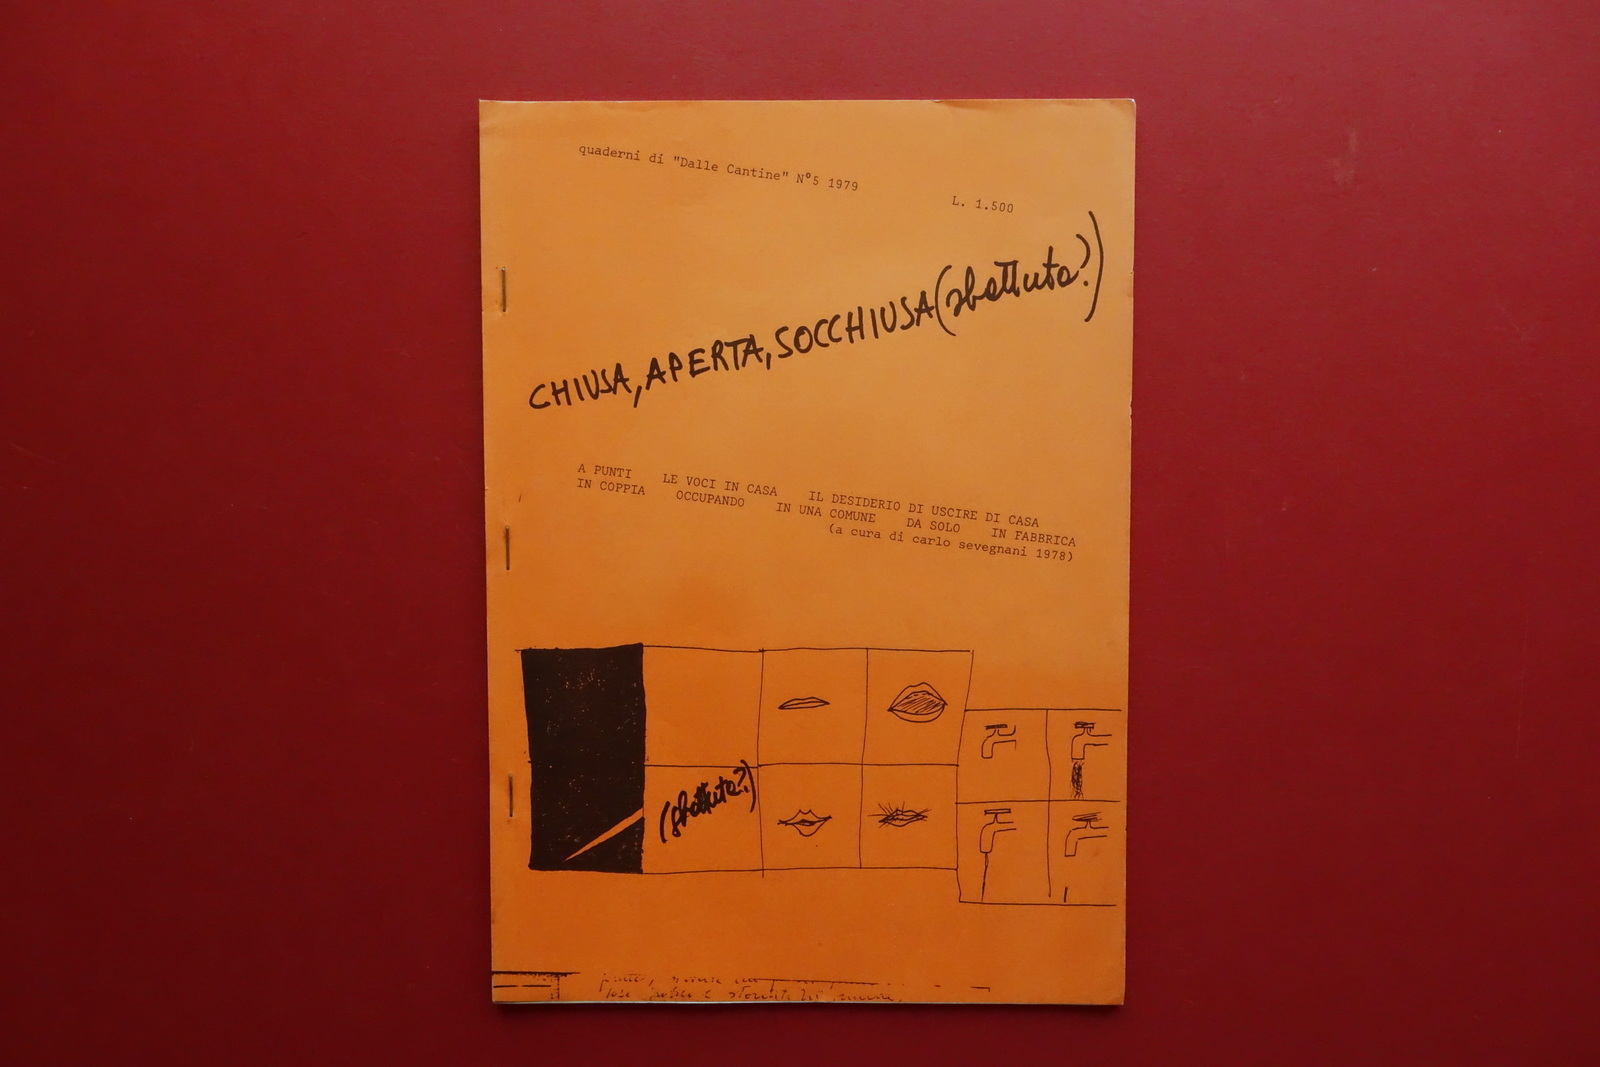 quaderni di "Dalle Cantine" N°5 1979
L. 1.500
CHIUSA, APERTA, SOCCHIUSA (sbattuta?)
A PUNTI LE VOCI IN CASA IL DESIDERIO DI USCIRE DI CASA
IN COPPIA OCCUPANDO IN UNA COMUNE DA SOLO IN FABBRICA
(a cura di carlo sevegnani 1978)
(sbattuta?)